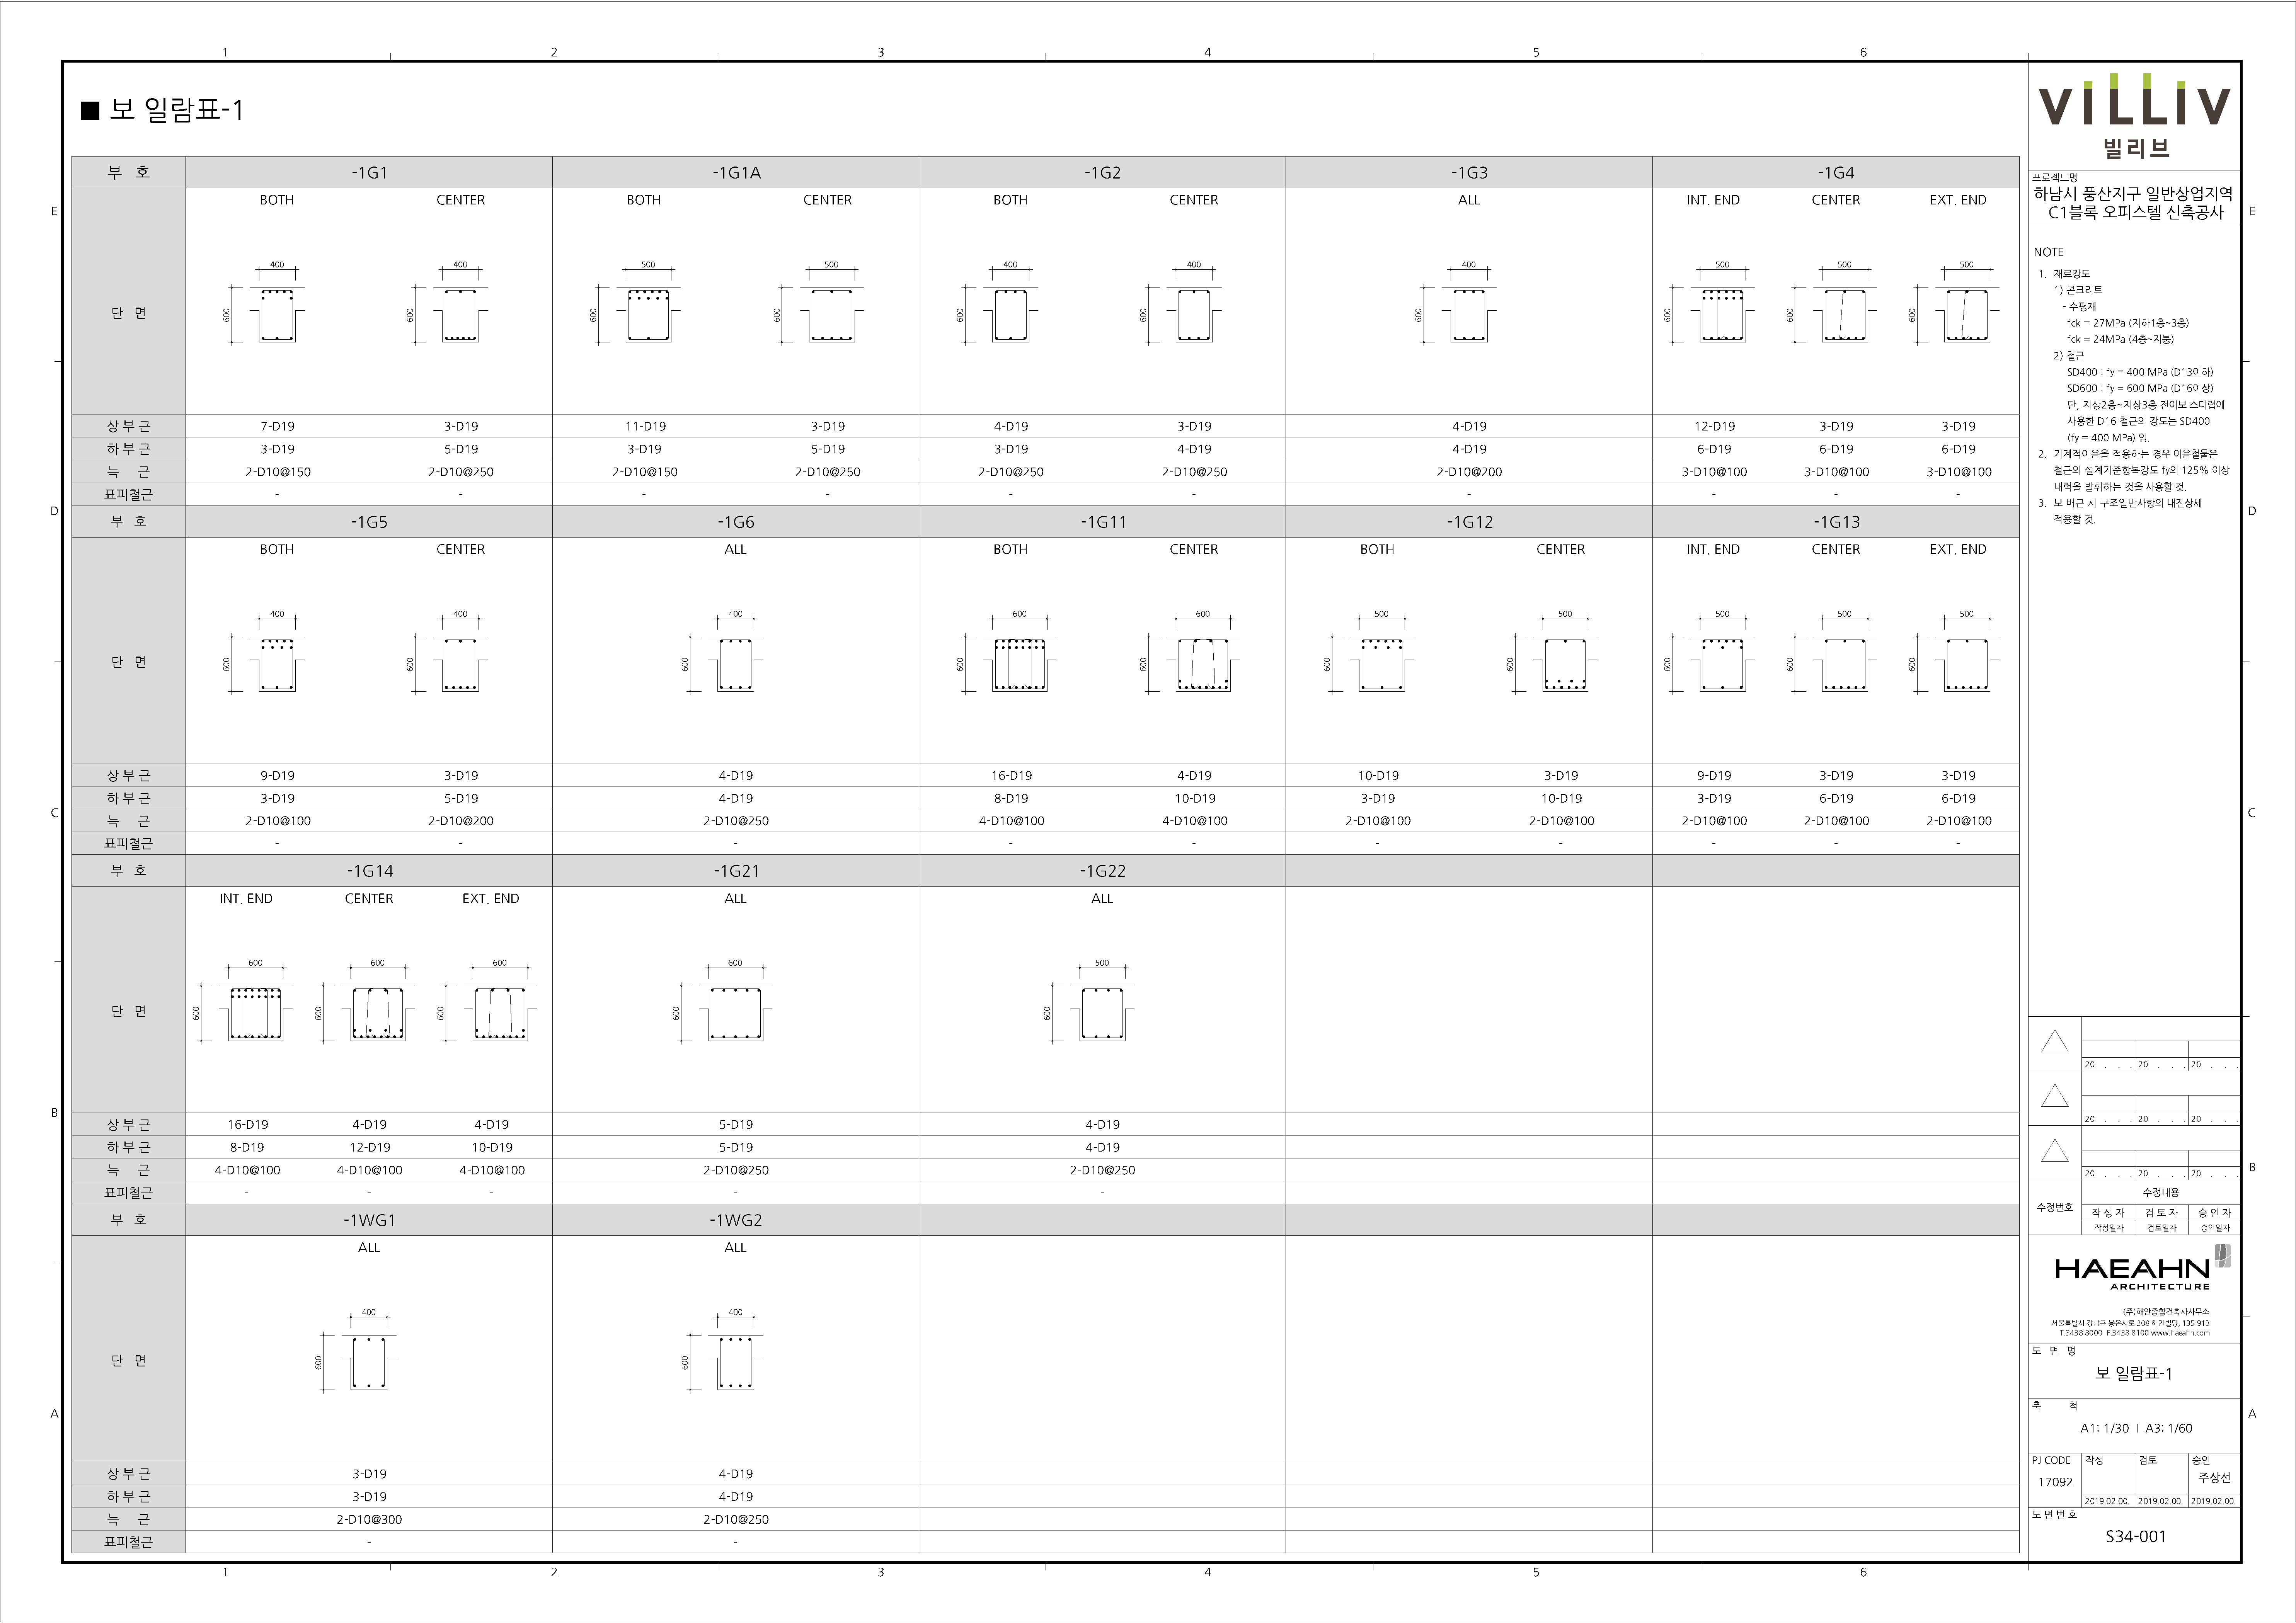 1 2 3 4 5 6
■ 보 일람표-1
부 호 -1G1 -1G1A -1G2 -1G3 -1G4
BOTH CENTER BOTH CENTER BOTH CENTER ALL INT. END CENTER EXT. END
E E
400 400 500 500 400 400 400 500 500 500
단 면 600 600 600 600 600 600 600 600 600 600
상 부 근 7-D19 3-D19 11-D19 3-D19 4-D19 3-D19 4-D19 12-D19 3-D19 3-D19
하 부 근 3-D19 5-D19 3-D19 5-D19 3-D19 4-D19 4-D19 6-D19 6-D19 6-D19
늑 근 2-D10@150 2-D10@250 2-D10@150 2-D10@250 2-D10@250 2-D10@250 2-D10@200 3-D10@100 3-D10@100 3-D10@100
표피철근 - - - - - - - - - -
D D
부 호 -1G5 -1G6 -1G11 -1G12 -1G13
BOTH CENTER ALL BOTH CENTER BOTH CENTER INT. END CENTER EXT. END
400 400 400 600 600 500 500 500 500 500
단 면 600 600 600 600 600 600 600 600 600 600
상 부 근 9-D19 3-D19 4-D19 16-D19 4-D19 10-D19 3-D19 9-D19 3-D19 3-D19
하 부 근 3-D19 5-D19 4-D19 8-D19 10-D19 3-D19 10-D19 3-D19 6-D19 6-D19
C C
늑 근 2-D10@100 2-D10@200 2-D10@250 4-D10@100 4-D10@100 2-D10@100 2-D10@100 2-D10@100 2-D10@100 2-D10@100
표피철근 - - - - - - - - - -
부 호 -1G14 -1G21 -1G22
INT. END CENTER EXT. END ALL ALL
600 600 600 600 500
단 면 600 600 600 600 600
B B
상 부 근 16-D19 4-D19 4-D19 5-D19 4-D19
하 부 근 8-D19 12-D19 10-D19 5-D19 4-D19
늑 근 4-D10@100 4-D10@100 4-D10@100 2-D10@250 2-D10@250
표피철근 - - - - -
부 호 -1WG1 -1WG2
ALL ALL
400 400
단 면 600 600
A A
상 부 근 3-D19 4-D19
하 부 근 3-D19 4-D19
늑 근 2-D10@300 2-D10@250
표피철근 - -
1 2 3 4 5 6
VILLIV
빌리브
프로젝트명
하남시 풍산지구 일반상업지역
C1블록 오피스텔 신축공사
NOTE
1. 재료강도
1) 콘크리트
- 수평재
fck = 27MPa (지하1층~3층)
fck = 24MPa (4층~지붕)
2) 철근
SD400 : fy = 400 MPa (D13이하)
SD600 : fy = 600 MPa (D16이상)
단, 지상2층~지상3층 전이보 스터럽에
사용한 D16 철근의 강도는 SD400
(fy = 400 MPa) 임.
2. 기계적이음을 적용하는 경우 이음철물은
철근의 설계기준항복강도 fy의 125% 이상
내력을 발휘하는 것을 사용할 것.
3. 보 배근 시 구조일반사항의 내진상세
적용할 것.
20 . . . 20 . . . 20 . . .
20 . . . 20 . . . 20 . . .
20 . . . 20 . . . 20 . . .
수정번호 수정내용
작 성 자 검 토 자 승 인 자
작성일자 검토일자 승인일자
HAEAHN
ARCHITECTURE
(주)해안종합건축사사무소
서울특별시 강남구 봉은사로 208 해안빌딩, 135-913
T.3438 8000 F.3438 8100 www.haeahn.com
도 면 명
보 일람표-1
축 척
A1: 1/30 I A3: 1/60
PJ CODE 작성 검토 승인
17092 주상선
2019.02.00. 2019.02.00. 2019.02.00.
도 면 번 호
S34-001